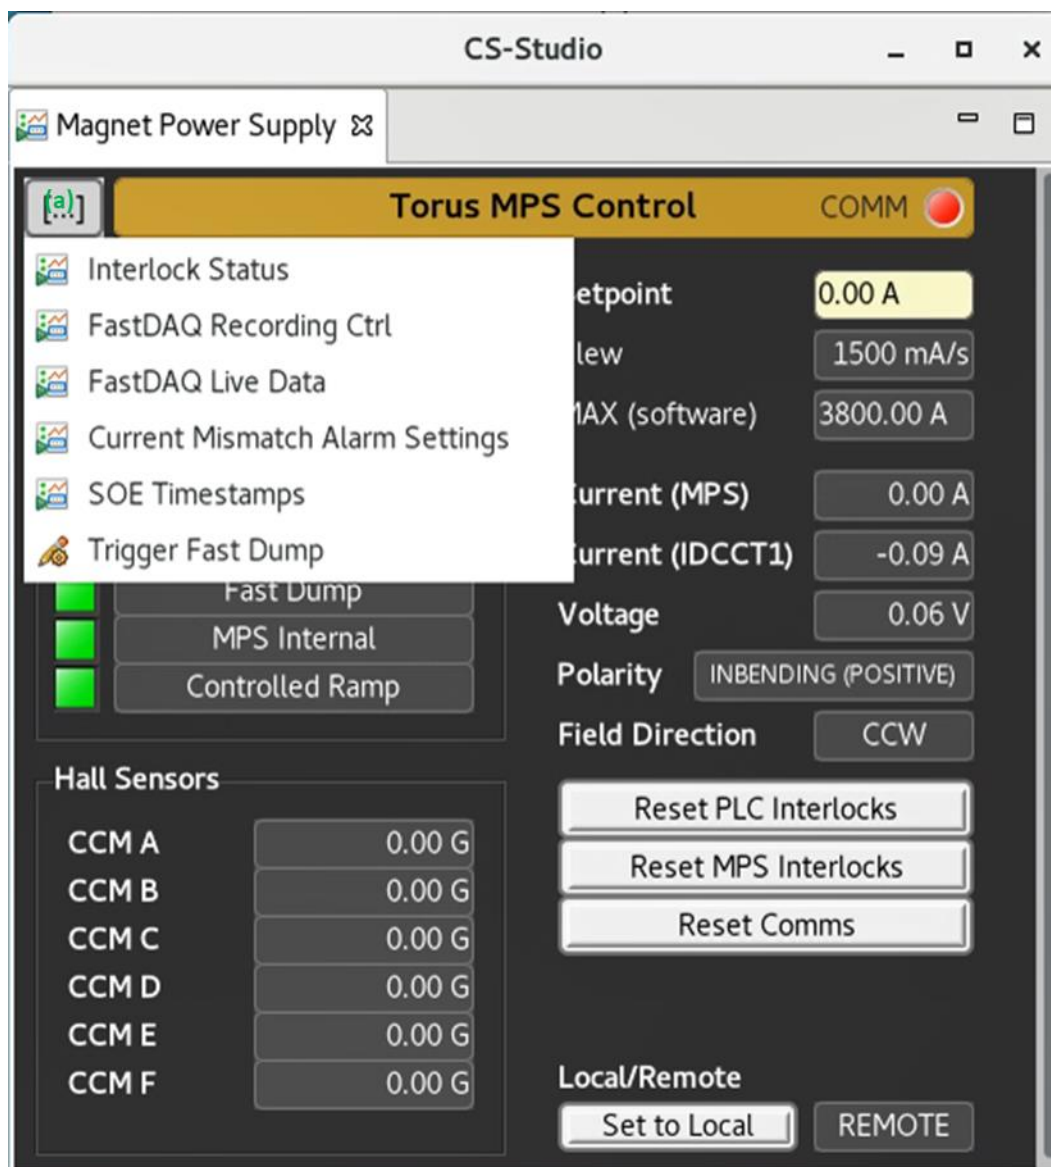 CS-Studio
Magnet Power Supply
[...] (a)
Torus MPS Control COMM
Interlock Status
FastDAQ Recording Ctrl
FastDAQ Live Data
Current Mismatch Alarm Settings
SOE Timestamps
Trigger Fast Dump
Fast Dump
MPS Internal
Controlled Ramp
Hall Sensors
CCM A 0.00 G
CCM B 0.00 G
CCM C 0.00 G
CCM D 0.00 G
CCM E 0.00 G
CCM F 0.00 G
etpoint 0.00 A
lew 1500 mA/s
MAX (software) 3800.00 A
Current (MPS) 0.00 A
Current (IDCCT1) -0.09 A
Voltage 0.06 V
Polarity INBENDING (POSITIVE)
Field Direction CCW
Reset PLC Interlocks
Reset MPS Interlocks
Reset Comms
Local/Remote
Set to Local REMOTE